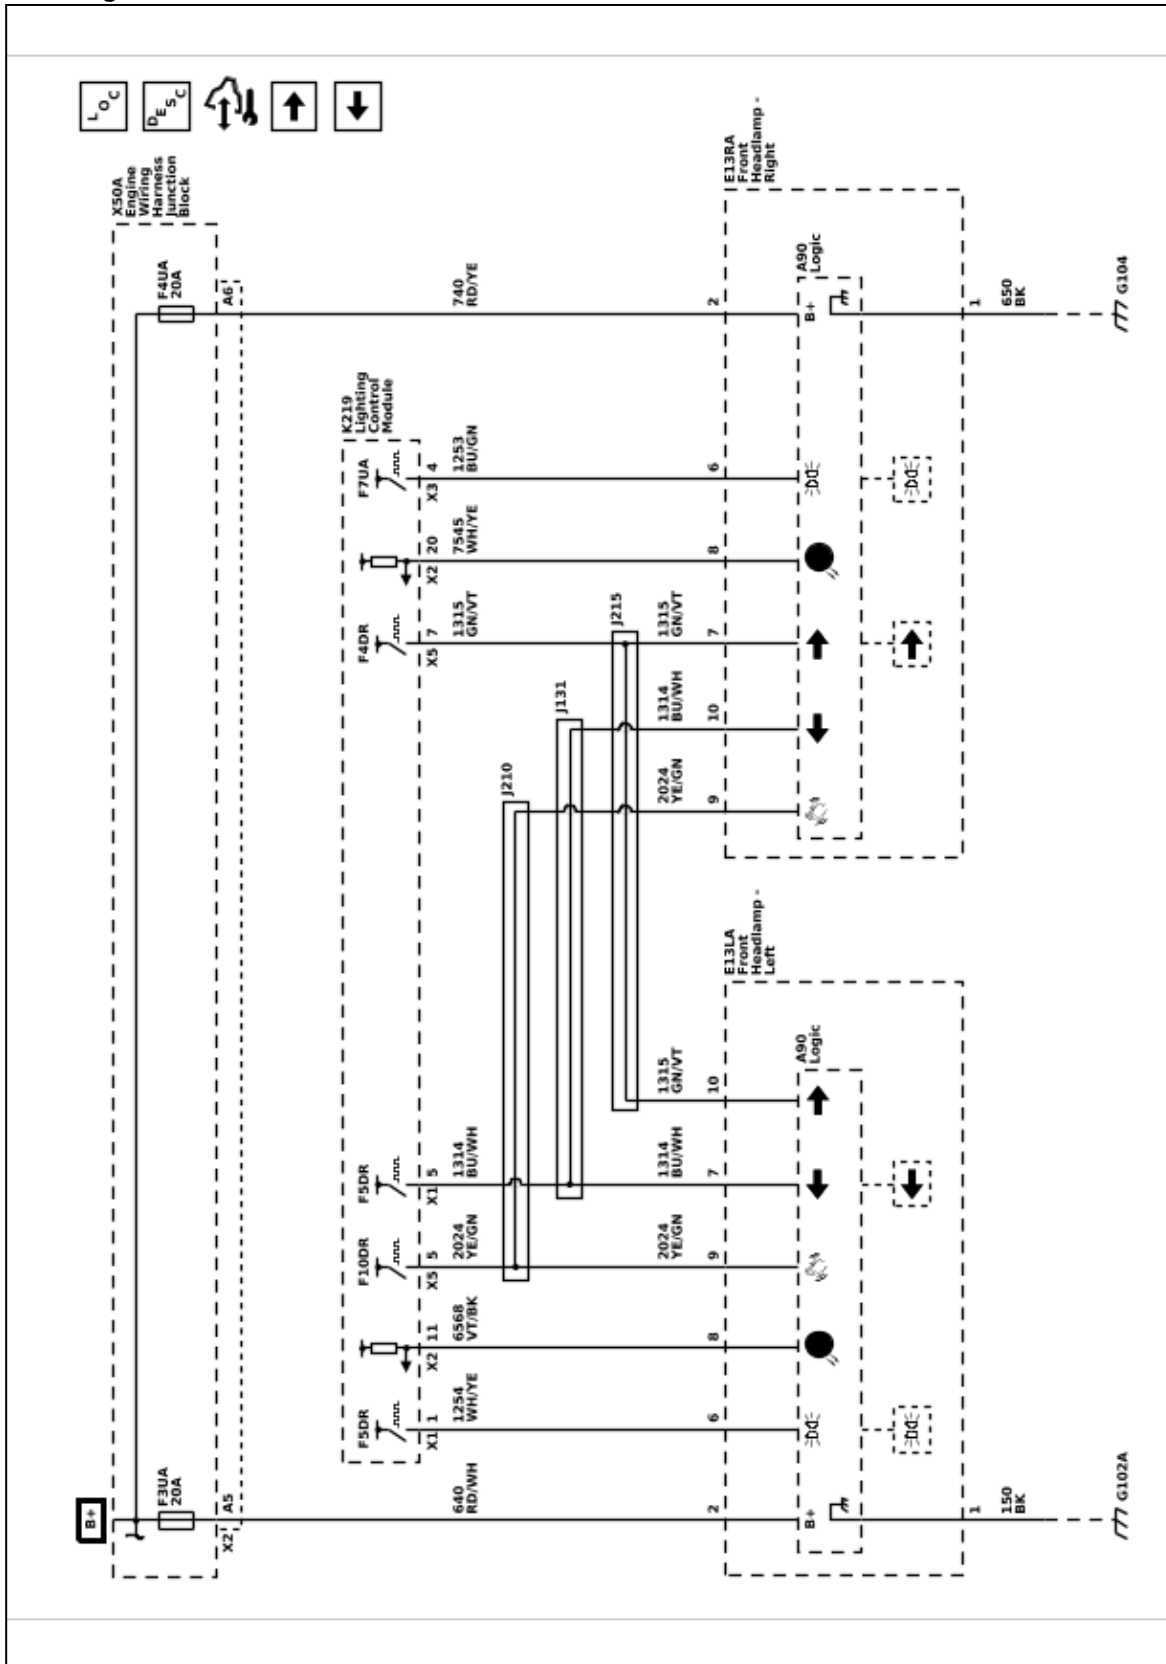 LOC
DESC
X50A
Engine
Wiring
Harness
Junction
Block
F4UA
20A
A6
740
RD/YE
2
E13RA
Front
Headlamp -
Right
A90
Logic
B+
1
650
BK
G104
K219
Lighting
Control
Module
F7UA
X3 4
1253
BU/GN
6
X2 20
7545
WH/YE
8
F4DR
X5 7
1315
GN/VT
J215
1315
GN/VT
7
J131
1314
BU/WH
10
J210
2024
YE/GN
9
E13LA
Front
Headlamp -
Left
A90
Logic
1315
GN/VT
10
F5DR
X1 5
1314
BU/WH
1314
BU/WH
7
F10DR
X5 5
2024
YE/GN
2024
YE/GN
9
X2 11
6568
VT/BK
8
F5DR
X1 1
1254
WH/YE
6
B+
F3UA
20A
X2 A5
640
RD/WH
2
B+
1
150
BK
G102A